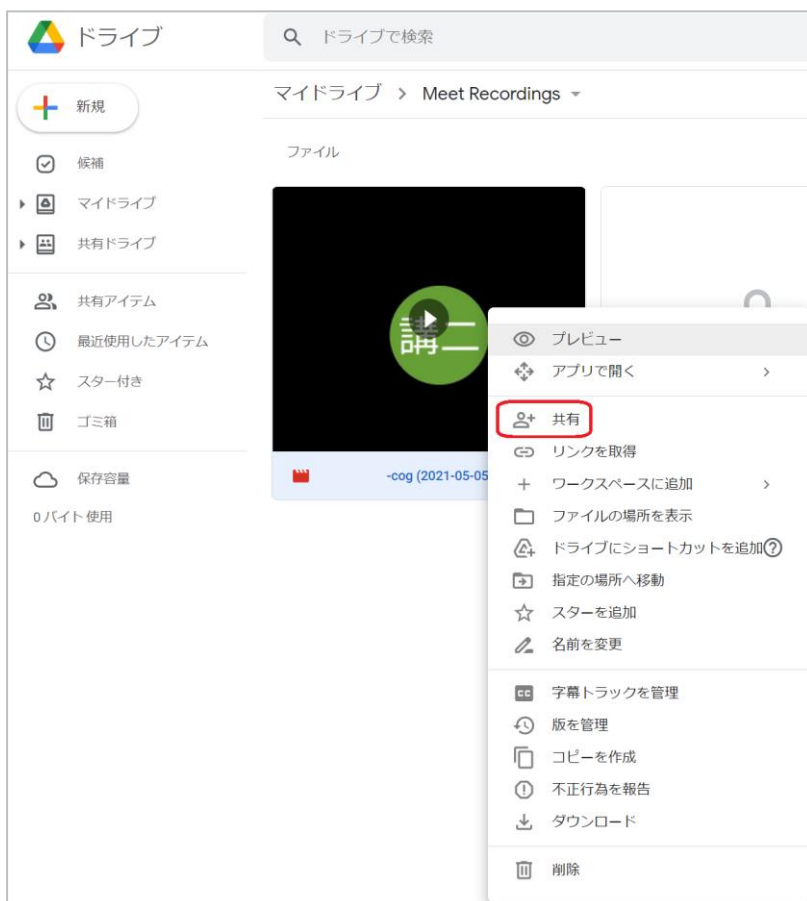 ドライブ
ドライブで検索
新規
マイドライブ > Meet Recordings
候補
マイドライブ
共有ドライブ
共有アイテム
最近使用したアイテム
スター付き
ゴミ箱
保存容量
0 バイト 使用
ファイル
講二
-cog (2021-05-05
プレビュー
アプリで開く
共有
リンクを取得
ワークスペースに追加
ファイルの場所を表示
ドライブにショートカットを追加
指定の場所へ移動
スターを追加
名前を変更
字幕トラックを管理
版を管理
コピーを作成
不正行為を報告
ダウンロード
削除